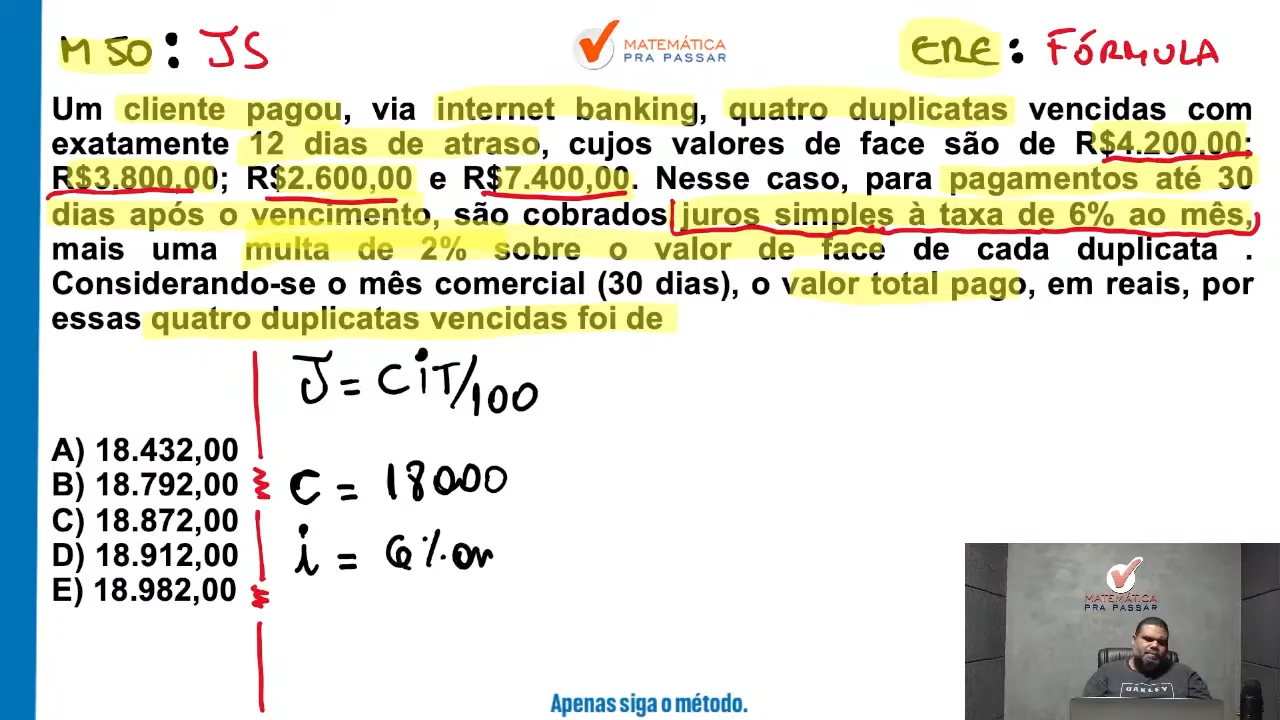 M50: JS
MATEMÁTICA
PRA PASSAR
ERE: FÓRMULA
Um cliente pagou, via internet banking, quatro duplicatas vencidas com
exatamente 12 dias de atraso, cujos valores de face são de R$4.200,00;
R$3.800,00; R$2.600,00 e R$7.400,00. Nesse caso, para pagamentos até 30
dias após o vencimento, são cobrados juros simples à taxa de 6% ao mês,
mais uma multa de 2% sobre o valor de face de cada duplicata .
Considerando-se o mês comercial (30 dias), o valor total pago, em reais, por
essas quatro duplicatas vencidas foi de
J = CiT/100
A) 18.432,00
B) 18.792,00
C) 18.872,00
D) 18.912,00
E) 18.982,00
C = 18000
i = 6%
MATEMÁTICA
PRA PASSAR
OAKLEY
Apenas siga o método.